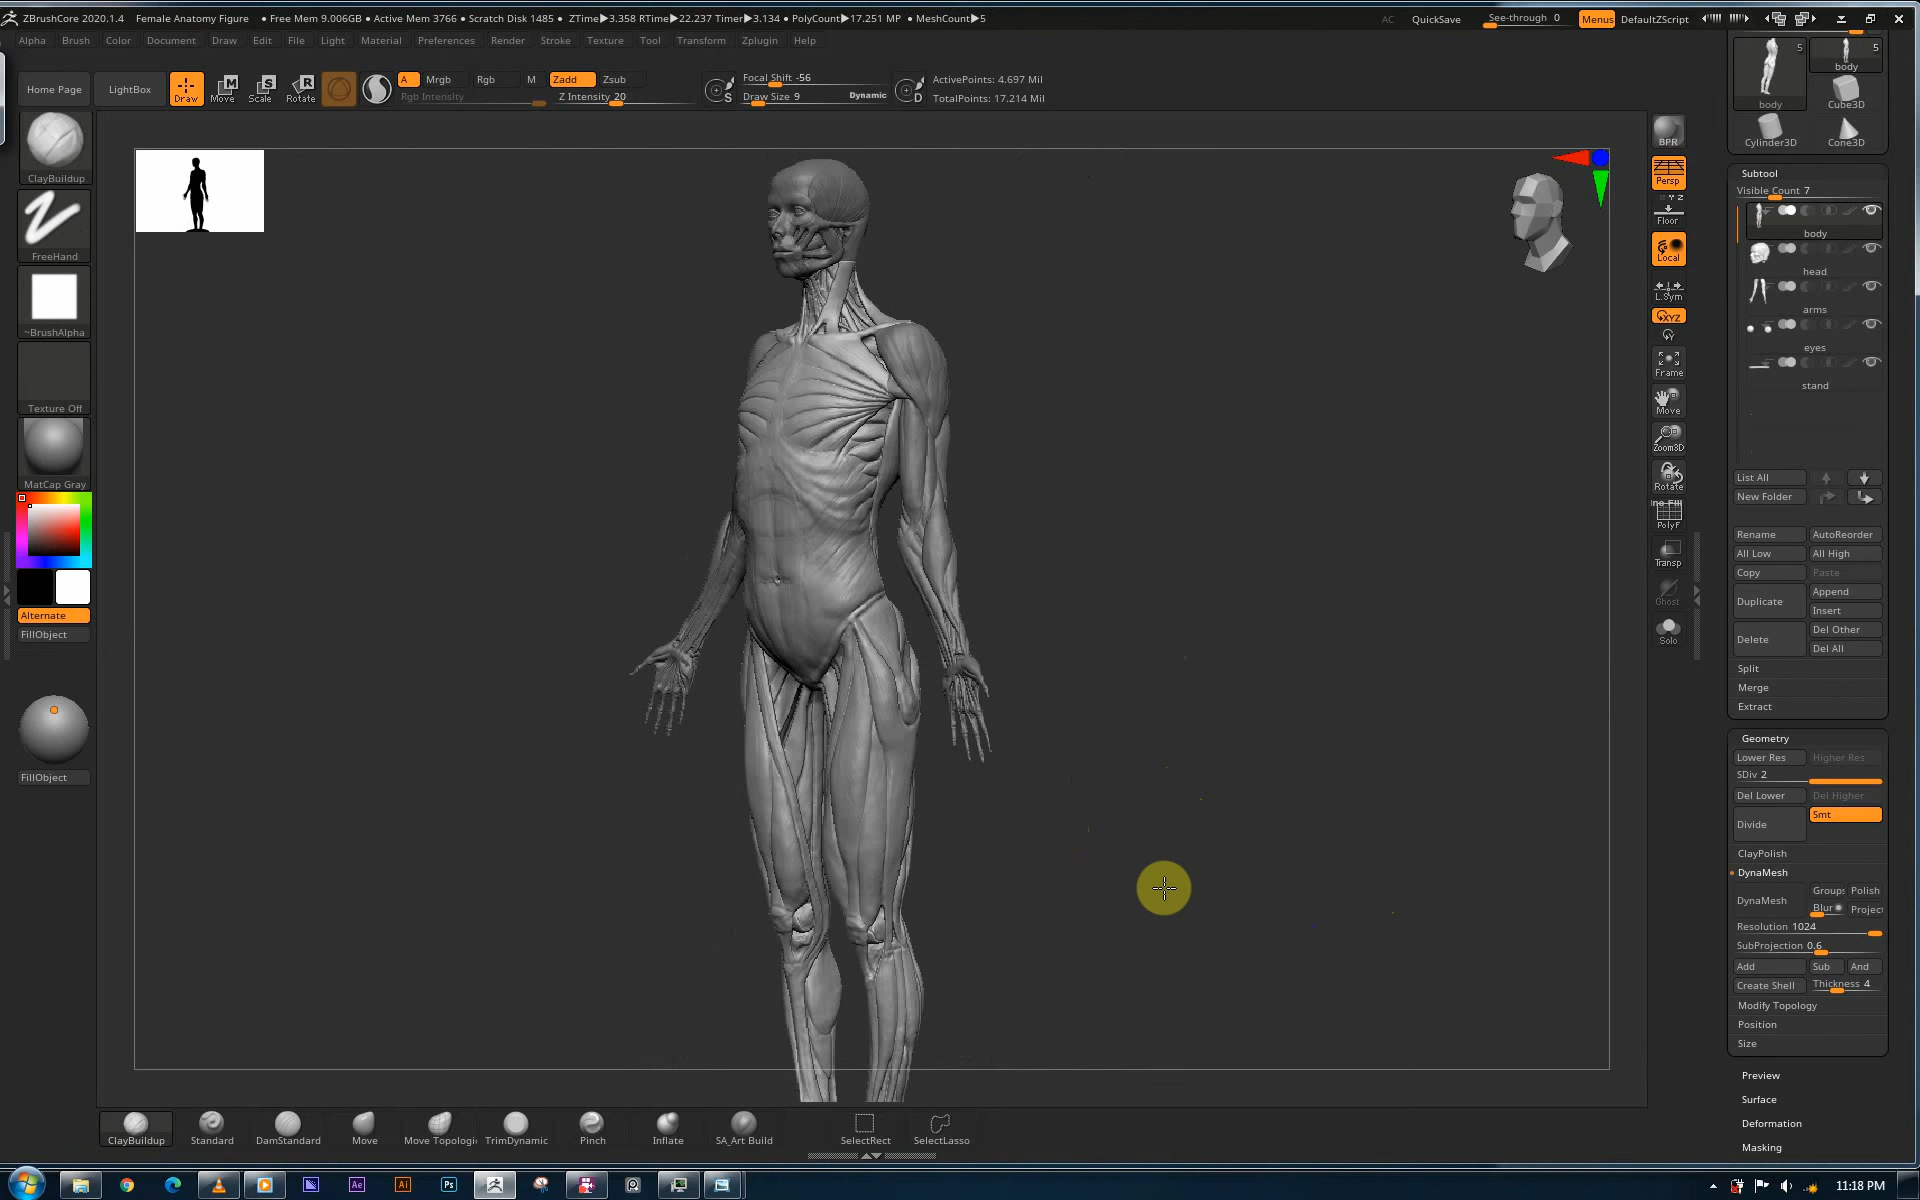 ZBrushCore 2020.1.4 Female Anatomy Figure • Free Mem 9.006GB • Active Mem 3766 • Scratch Disk 1485 • ZTime▶3.358 RTime▶22.237 Timer▶3.134 • PolyCount▶17.251 MP • MeshCount▶5 AC QuickSave See-through 0 Menus DefaultZScript
Alpha Brush Color Document Draw Edit File Light Material Preferences Render Stroke Texture Tool Transform Zplugin Help
Home Page LightBox Draw Move Scale Rotate
A Mrgb Rgb M Zadd Zsub
Rgb Intensity Z Intensity 20
Focal Shift -56
Draw Size 9 Dynamic
ActivePoints: 4.697 Mil
TotalPoints: 17.214 Mil
ClayBuildup
FreeHand
~BrushAlpha
Texture Off
MatCap Gray
Alternate
FillObject
FillObject
BPR
Persp
Floor
Local
L.Sym
XYZ
Frame
Move
Zoom3D
Rotate
PolyF
Transp
Ghost
Solo
5 5
body
body Cube3D
Cylinder3D Cone3D
Subtool
Visible Count 7
body
head
arms
eyes
stand
List All
New Folder
Rename AutoReorder
All Low All High
Copy Paste
Duplicate Append
Insert
Delete Del Other
Del All
Split
Merge
Extract
Geometry
Lower Res Higher Res
SDiv 2
Del Lower Del Higher
Divide Smt
ClayPolish
DynaMesh
DynaMesh Groups Polish
Blur Project
Resolution 1024
SubProjection 0.6
Add Sub And
Create Shell Thickness 4
Modify Topology
Position
Size
Preview
Surface
Deformation
Masking
ClayBuildup Standard DamStandard Move Move Topologi TrimDynamic Pinch Inflate SA_Art Build SelectRect SelectLasso
Ae Ai Ps
11:18 PM